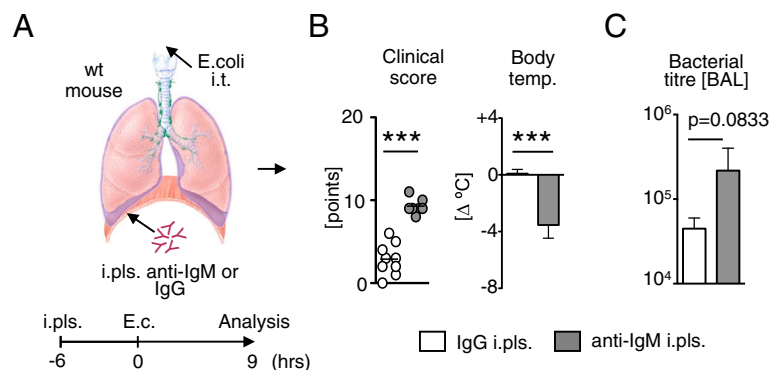 A
E.coli
i.t.
wt
mouse
i.pls. anti-IgM or
IgG
i.pls.
E.c.
Analysis
-6
0
9
(hrs)
B
Clinical
score
20
10
0
[points]
***
Body
temp.
+4
0
-4
-8
[Δ ºC]
***
C
Bacterial
titre [BAL]
10⁶
10⁵
10⁴
p=0.0833
IgG i.pls.
anti-IgM i.pls.